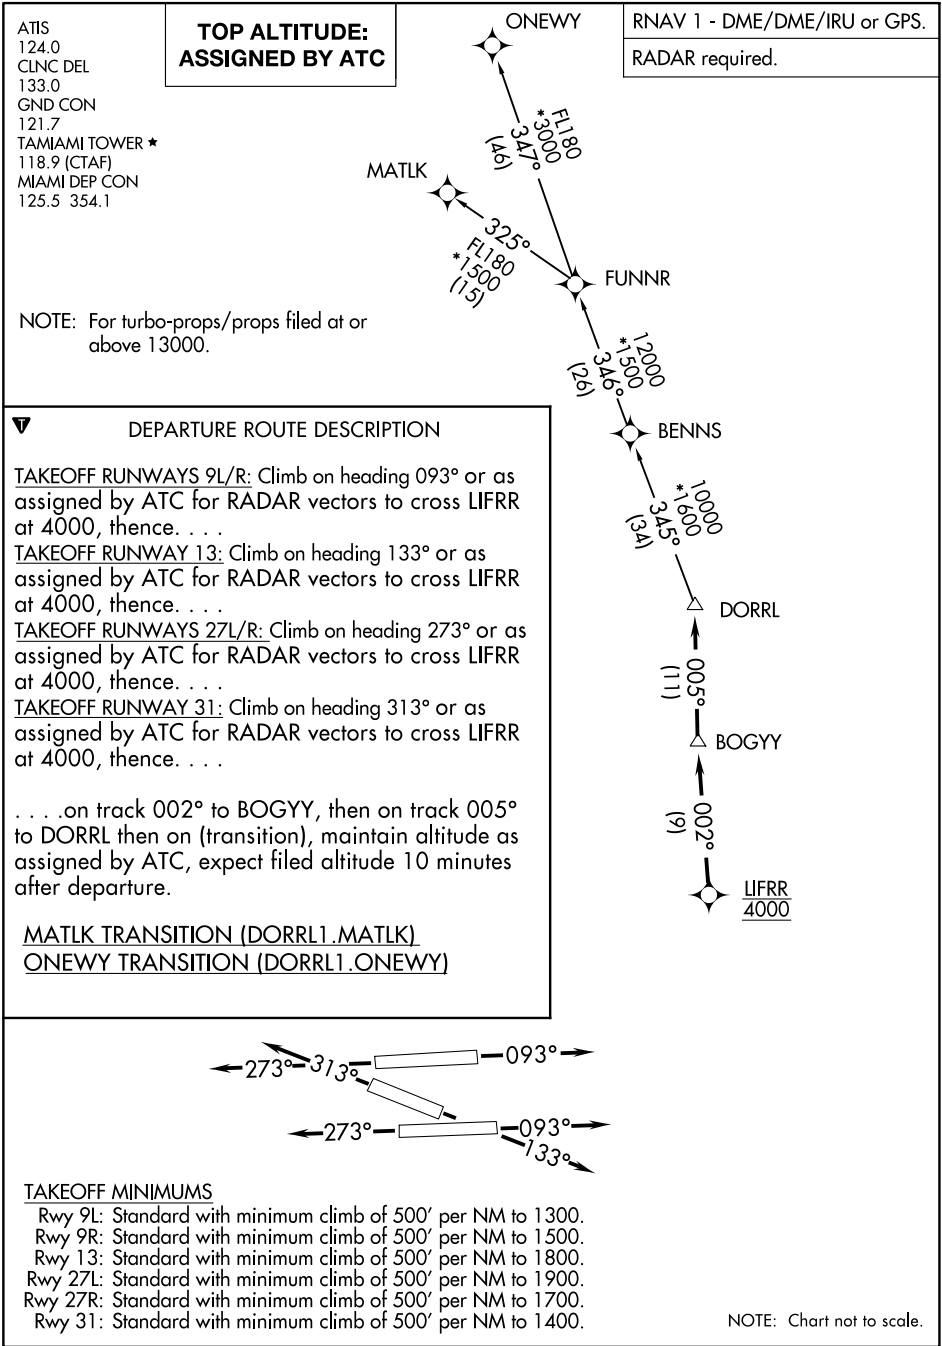 ATIS
124.0
CLNC DEL
133.0
GND CON
121.7
TAMIAMI TOWER ★
118.9 (CTAF)
MIAMI DEP CON
125.5 354.1
TOP ALTITUDE:
ASSIGNED BY ATC
RNAV 1 - DME/DME/IRU or GPS.
RADAR required.
ONEWY
FL180
*3000
347°
(46)
MATLK
325°
FL180
*1500
(15)
FUNNR
12000
*1500
346°
(26)
BENNS
10000
*1600
345°
(34)
DORRL
005°
(11)
BOGYY
002°
(9)
LIFRR
4000
NOTE: For turbo-props/props filed at or
above 13000.
T
DEPARTURE ROUTE DESCRIPTION
TAKEOFF RUNWAYS 9L/R: Climb on heading 093° or as
assigned by ATC for RADAR vectors to cross LIFRR
at 4000, thence. . . .
TAKEOFF RUNWAY 13: Climb on heading 133° or as
assigned by ATC for RADAR vectors to cross LIFRR
at 4000, thence. . . .
TAKEOFF RUNWAYS 27L/R: Climb on heading 273° or as
assigned by ATC for RADAR vectors to cross LIFRR
at 4000, thence. . . .
TAKEOFF RUNWAY 31: Climb on heading 313° or as
assigned by ATC for RADAR vectors to cross LIFRR
at 4000, thence. . . .
. . . .on track 002° to BOGYY, then on track 005°
to DORRL then on (transition), maintain altitude as
assigned by ATC, expect filed altitude 10 minutes
after departure.
MATLK TRANSITION (DORRL1.MATLK)
ONEWY TRANSITION (DORRL1.ONEWY)
273°
313°
093°
273°
093°
133°
TAKEOFF MINIMUMS
Rwy 9L: Standard with minimum climb of 500' per NM to 1300.
Rwy 9R: Standard with minimum climb of 500' per NM to 1500.
Rwy 13: Standard with minimum climb of 500' per NM to 1800.
Rwy 27L: Standard with minimum climb of 500' per NM to 1900.
Rwy 27R: Standard with minimum climb of 500' per NM to 1700.
Rwy 31: Standard with minimum climb of 500' per NM to 1400.
NOTE: Chart not to scale.